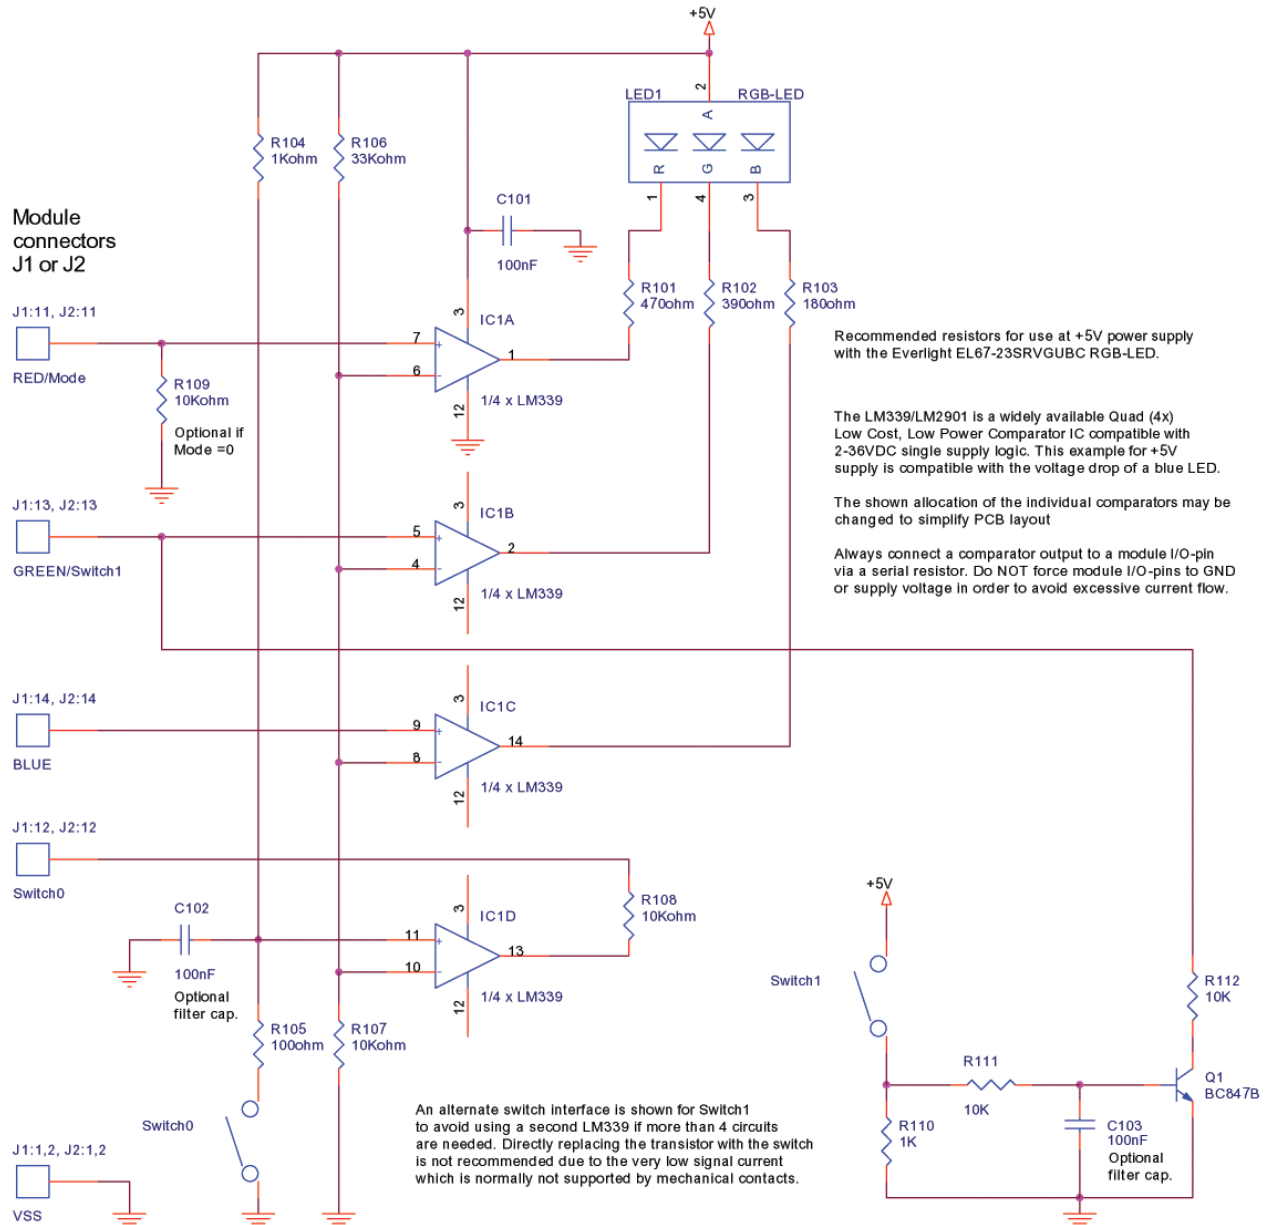 +5V
LED1
RGB-LED
2
A
R
G
B
1
4
3
R104
1Kohm
R106
33Kohm
C101
100nF
Module
connectors
J1 or J2
R101
470ohm
R102
390ohm
R103
180ohm
J1:11, J2:11
RED/Mode
3
IC1A
7
+
6
-
1
12
1/4 x LM339
R109
10Kohm
Optional if
Mode =0
Recommended resistors for use at +5V power supply
with the Everlight EL67-23SRVGUBC RGB-LED.
The LM339/LM2901 is a widely available Quad (4x)
Low Cost, Low Power Comparator IC compatible with
2-36VDC single supply logic. This example for +5V
supply is compatible with the voltage drop of a blue LED.
The shown allocation of the individual comparators may be
changed to simplify PCB layout
Always connect a comparator output to a module I/O-pin
via a serial resistor. Do NOT force module I/O-pins to GND
or supply voltage in order to avoid excessive current flow.
J1:13, J2:13
GREEN/Switch1
3
IC1B
5
+
4
-
2
12
1/4 x LM339
J1:14, J2:14
BLUE
3
IC1C
9
+
8
-
14
12
1/4 x LM339
J1:12, J2:12
Switch0
R108
10Kohm
C102
100nF
Optional
filter cap.
3
IC1D
11
+
10
-
13
12
1/4 x LM339
R105
100ohm
R107
10Kohm
Switch0
J1:1,2, J2:1,2
VSS
An alternate switch interface is shown for Switch1
to avoid using a second LM339 if more than 4 circuits
are needed. Directly replacing the transistor with the switch
is not recommended due to the very low signal current
which is normally not supported by mechanical contacts.
+5V
Switch1
R112
10K
R111
10K
Q1
BC847B
R110
1K
C103
100nF
Optional
filter cap.